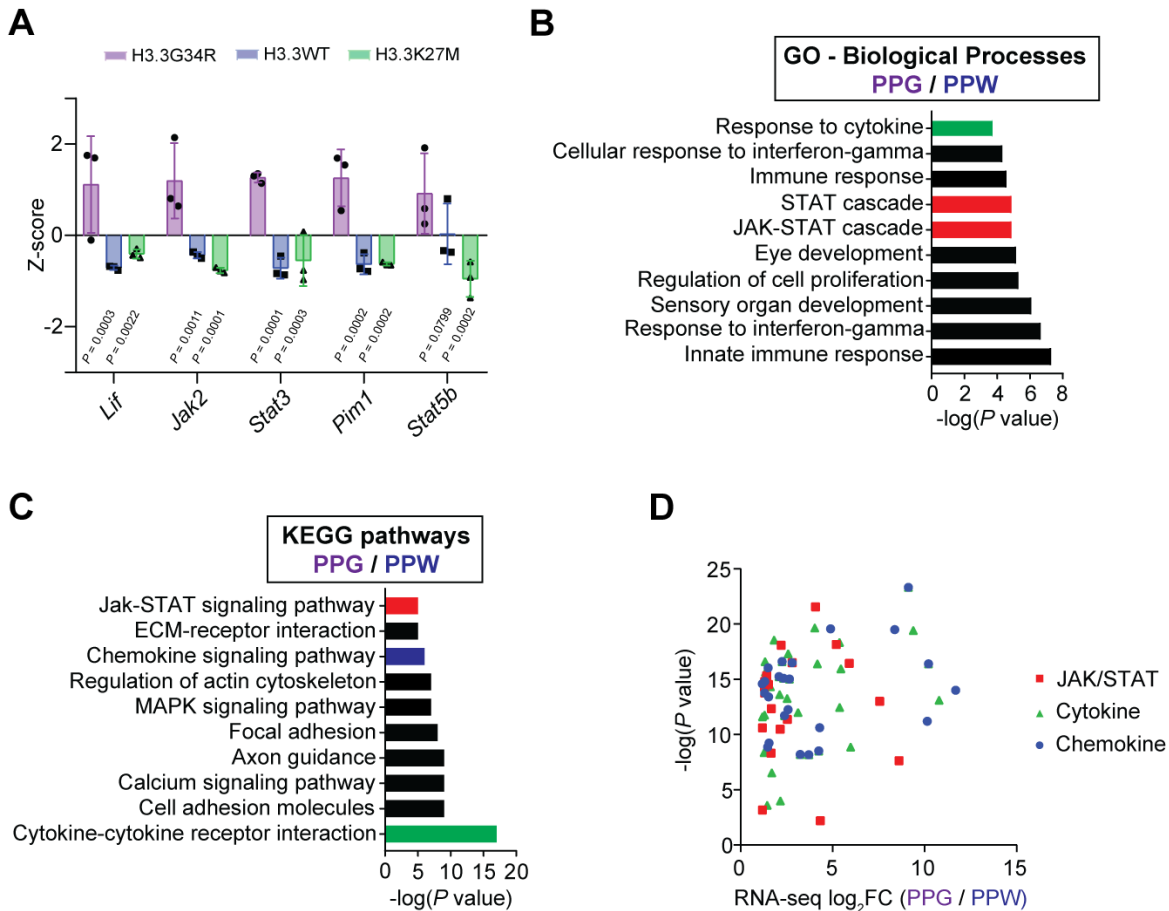 A
H3.3G34R H3.3WT H3.3K27M
Z-score
2
0
-2
P = 0.0003
P = 0.0022
P = 0.0011
P = 0.0001
P = 0.0001
P = 0.0003
P = 0.0002
P = 0.0002
P = 0.0799
P = 0.0002
Lif
Jak2
Stat3
Pim1
Stat5b
B
GO - Biological Processes
PPG / PPW
Response to cytokine
Cellular response to interferon-gamma
Immune response
STAT cascade
JAK-STAT cascade
Eye development
Regulation of cell proliferation
Sensory organ development
Response to interferon-gamma
Innate immune response
0 2 4 6 8
-log(P value)
C
KEGG pathways
PPG / PPW
Jak-STAT signaling pathway
ECM-receptor interaction
Chemokine signaling pathway
Regulation of actin cytoskeleton
MAPK signaling pathway
Focal adhesion
Axon guidance
Calcium signaling pathway
Cell adhesion molecules
Cytokine-cytokine receptor interaction
0 5 10 15 20
-log(P value)
D
-log(P value)
25
20
15
10
5
0
0 5 10 15
RNA-seq log₂FC (PPG / PPW)
JAK/STAT
Cytokine
Chemokine